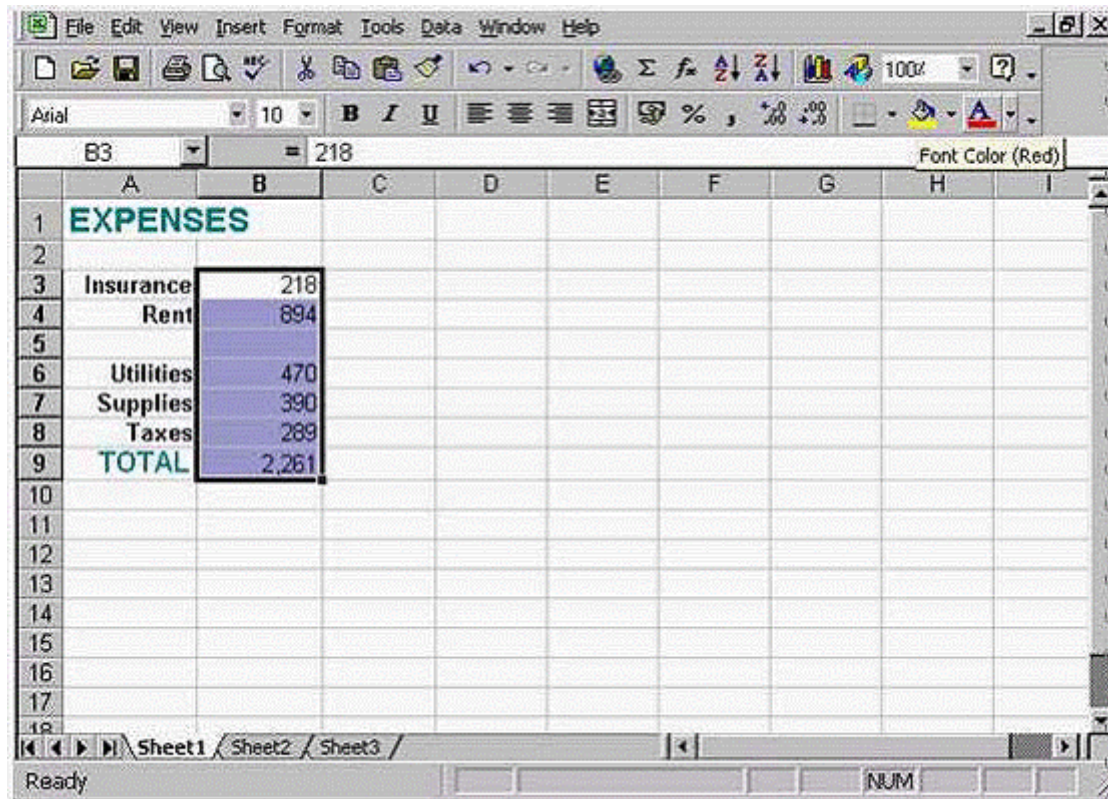 File Edit View Insert Format Tools Data Window Help
100%
Arial 10 B I U % ,
B3 = 218
Font Color (Red)
A B C D E F G H I
1 EXPENSES
2
3 Insurance 218
4 Rent 894
5
6 Utilities 470
7 Supplies 390
8 Taxes 289
9 TOTAL 2,261
10
11
12
13
14
15
16
17
18
Sheet1 Sheet2 Sheet3
Ready NUM